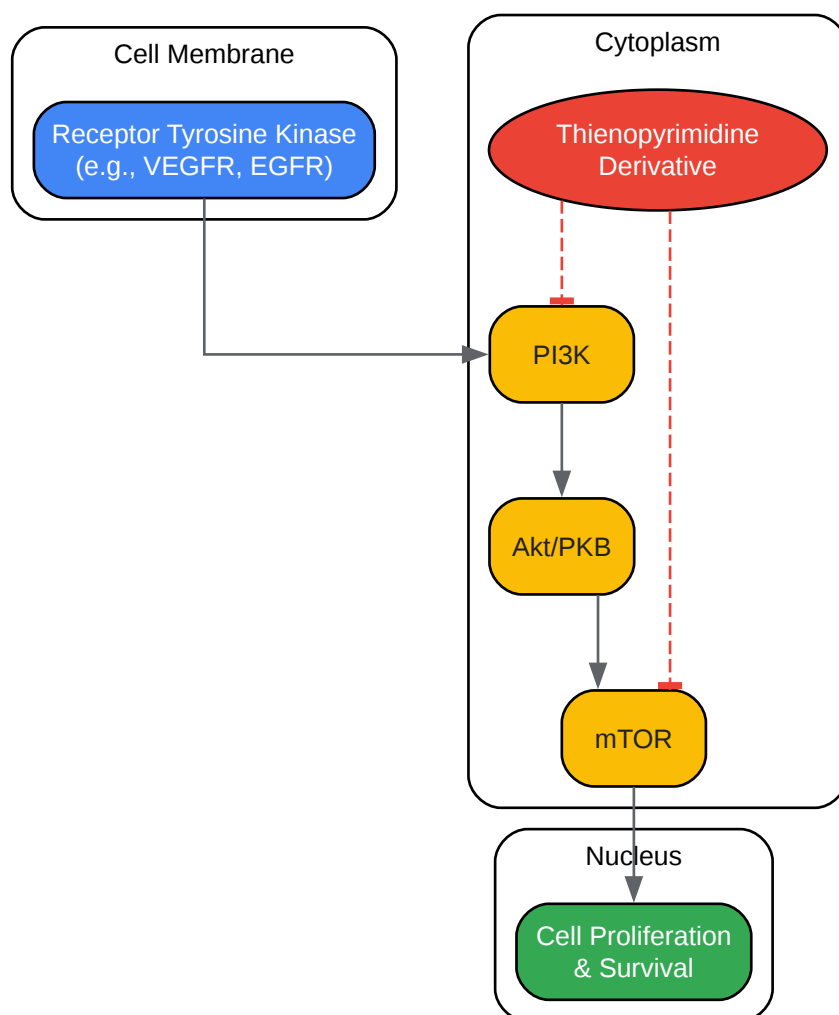 Cell Membrane
Receptor Tyrosine Kinase
(e.g., VEGFR, EGFR)
Cytoplasm
Thienopyrimidine
Derivative
PI3K
Akt/PKB
mTOR
Nucleus
Cell Proliferation
& Survival